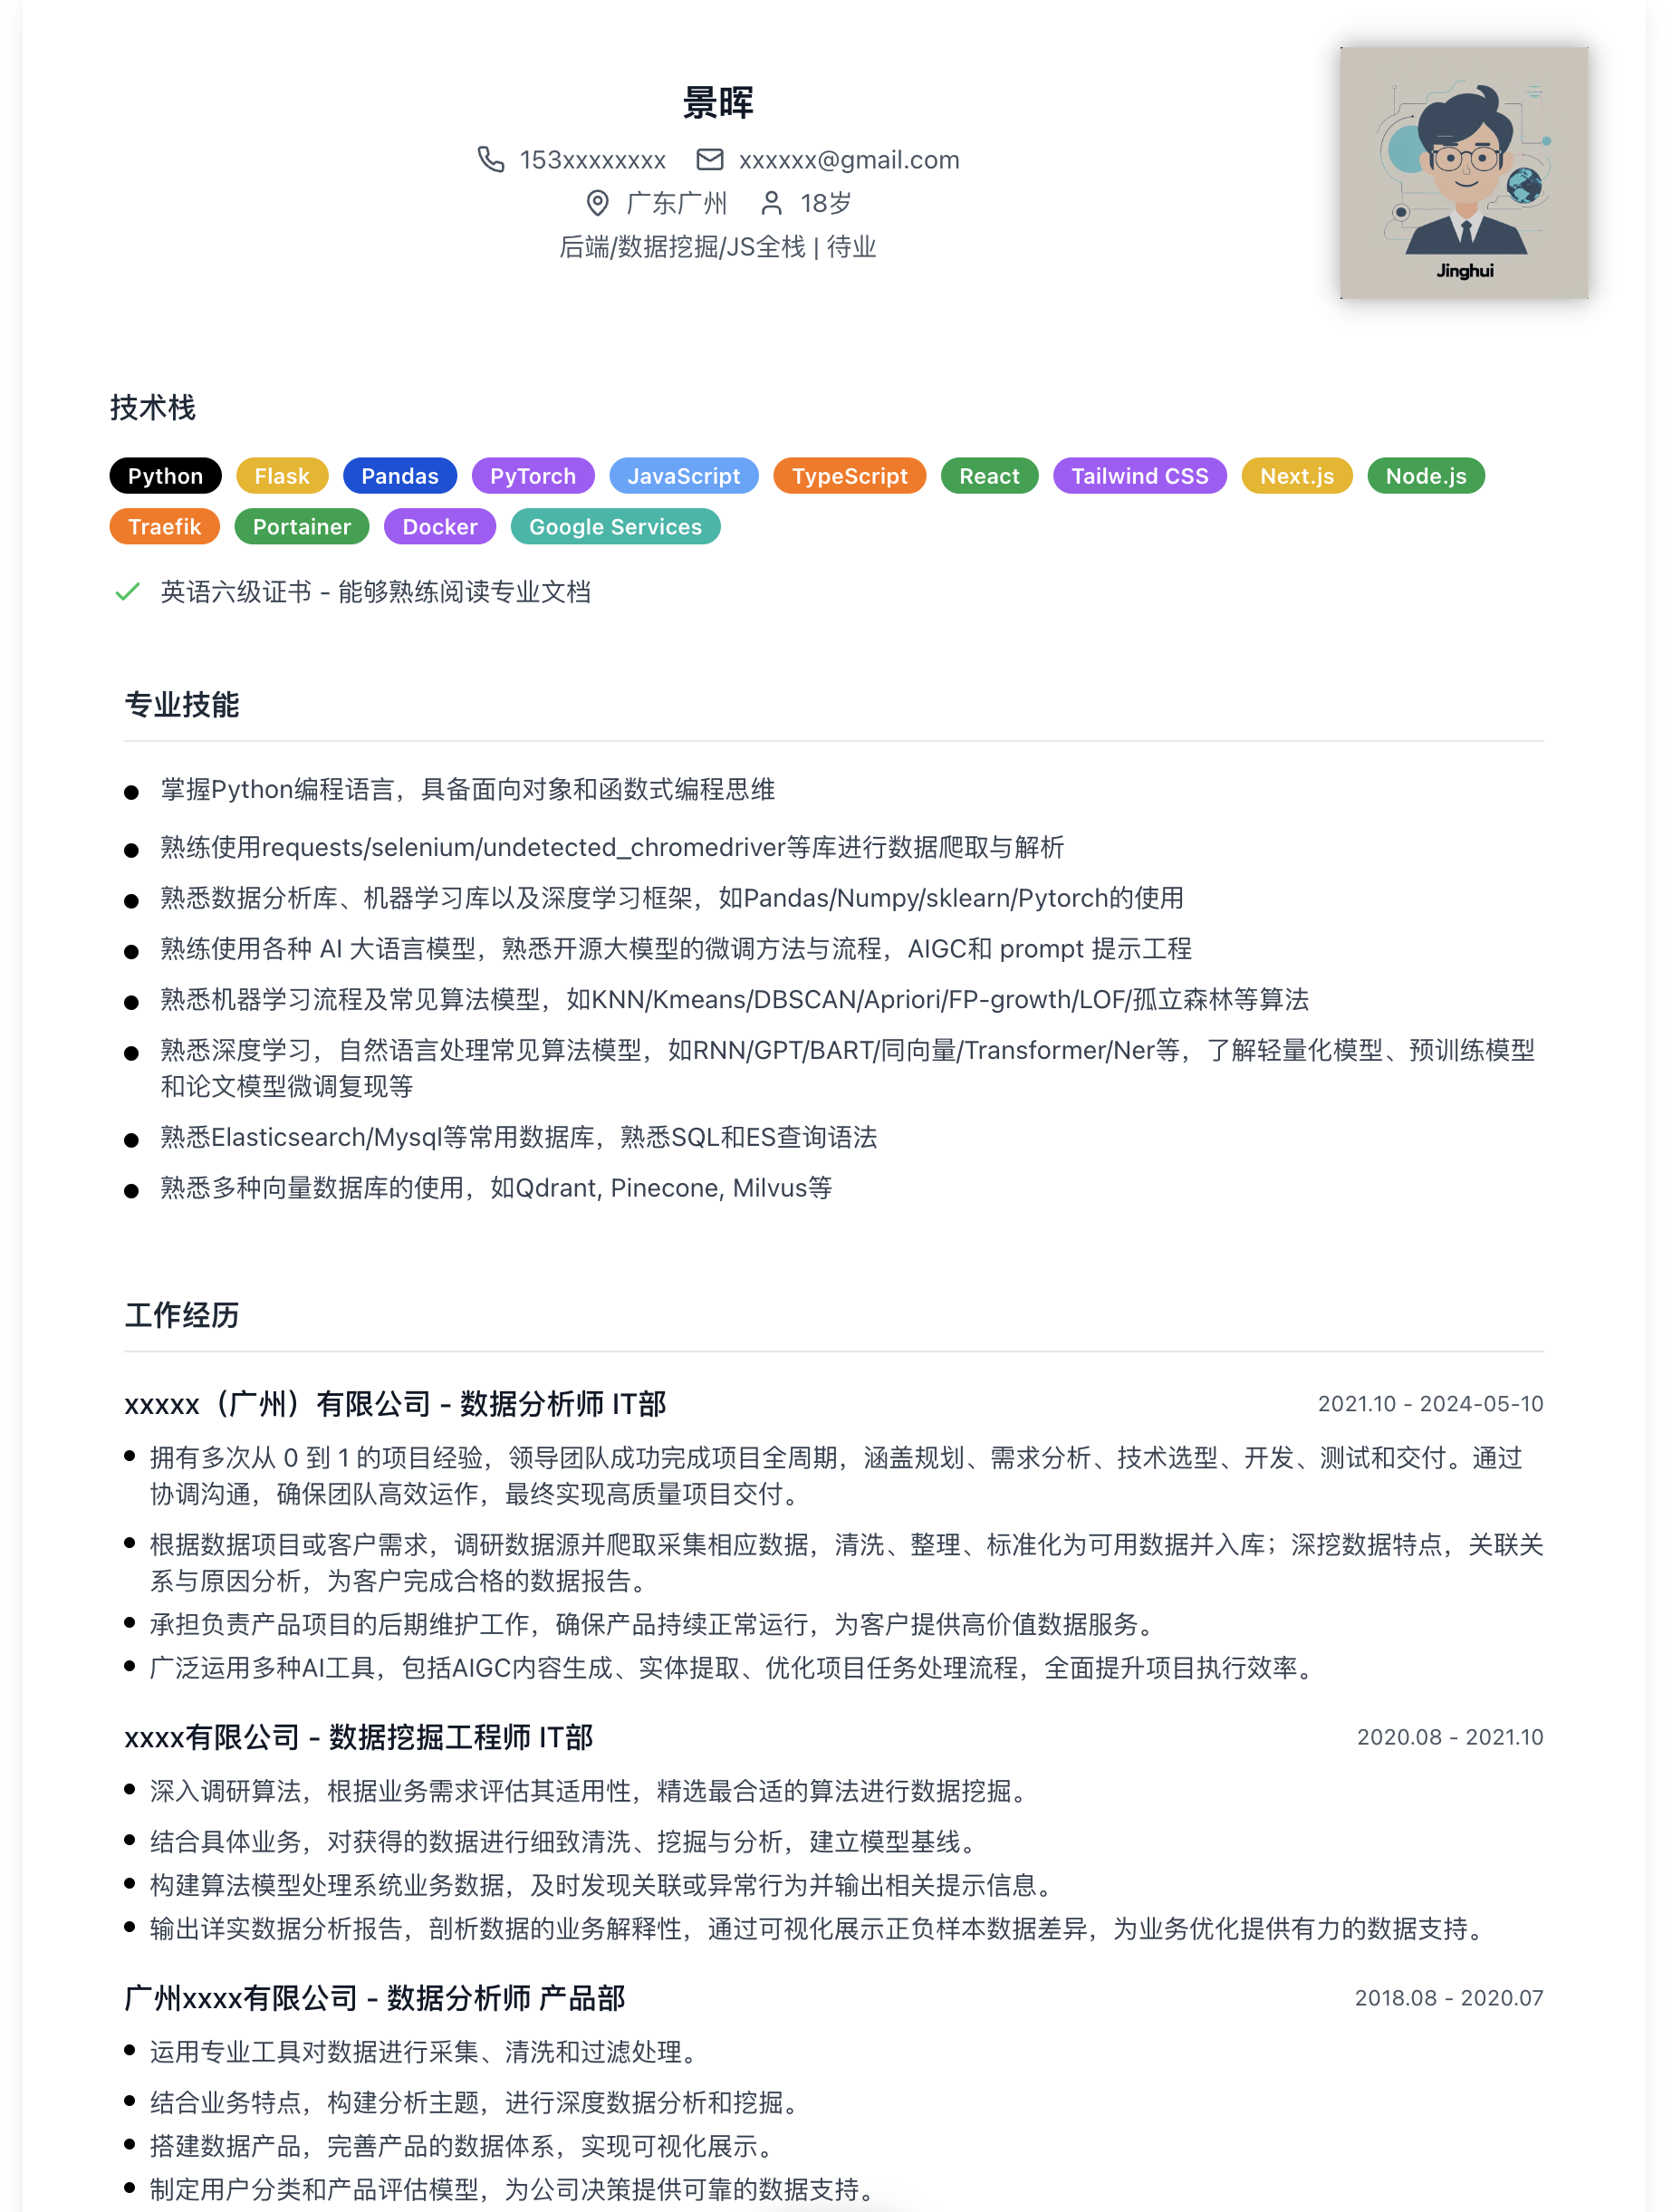 景晖
153xxxxxxxx xxxxxx@gmail.com
广东广州 18岁
后端/数据挖掘/JS全栈 | 待业
Jinghui
技术栈
Python Flask Pandas PyTorch JavaScript TypeScript React Tailwind CSS Next.js Node.js
Traefik Portainer Docker Google Services
英语六级证书 - 能够熟练阅读专业文档
专业技能
掌握Python编程语言，具备面向对象和函数式编程思维
熟练使用requests/selenium/undetected_chromedriver等库进行数据爬取与解析
熟悉数据分析库、机器学习库以及深度学习框架，如Pandas/Numpy/sklearn/Pytorch的使用
熟练使用各种 AI 大语言模型，熟悉开源大模型的微调方法与流程，AIGC和 prompt 提示工程
熟悉机器学习流程及常见算法模型，如KNN/Kmeans/DBSCAN/Apriori/FP-growth/LOF/孤立森林等算法
熟悉深度学习，自然语言处理常见算法模型，如RNN/GPT/BART/同向量/Transformer/Ner等，了解轻量化模型、预训练模型
和论文模型微调复现等
熟悉Elasticsearch/Mysql等常用数据库，熟悉SQL和ES查询语法
熟悉多种向量数据库的使用，如Qdrant, Pinecone, Milvus等
工作经历
xxxxx（广州）有限公司 - 数据分析师 IT部 2021.10 - 2024-05-10
拥有多次从 0 到 1 的项目经验，领导团队成功完成项目全周期，涵盖规划、需求分析、技术选型、开发、测试和交付。通过
协调沟通，确保团队高效运作，最终实现高质量项目交付。
根据数据项目或客户需求，调研数据源并爬取采集相应数据，清洗、整理、标准化为可用数据并入库；深挖数据特点，关联关
系与原因分析，为客户完成合格的数据报告。
承担负责产品项目的后期维护工作，确保产品持续正常运行，为客户提供高价值数据服务。
广泛运用多种AI工具，包括AIGC内容生成、实体提取、优化项目任务处理流程，全面提升项目执行效率。
xxxx有限公司 - 数据挖掘工程师 IT部 2020.08 - 2021.10
深入调研算法，根据业务需求评估其适用性，精选最合适的算法进行数据挖掘。
结合具体业务，对获得的数据进行细致清洗、挖掘与分析，建立模型基线。
构建算法模型处理系统业务数据，及时发现关联或异常行为并输出相关提示信息。
输出详实数据分析报告，剖析数据的业务解释性，通过可视化展示正负样本数据差异，为业务优化提供有力的数据支持。
广州xxxx有限公司 - 数据分析师 产品部 2018.08 - 2020.07
运用专业工具对数据进行采集、清洗和过滤处理。
结合业务特点，构建分析主题，进行深度数据分析和挖掘。
搭建数据产品，完善产品的数据体系，实现可视化展示。
制定用户分类和产品评估模型，为公司决策提供可靠的数据支持。